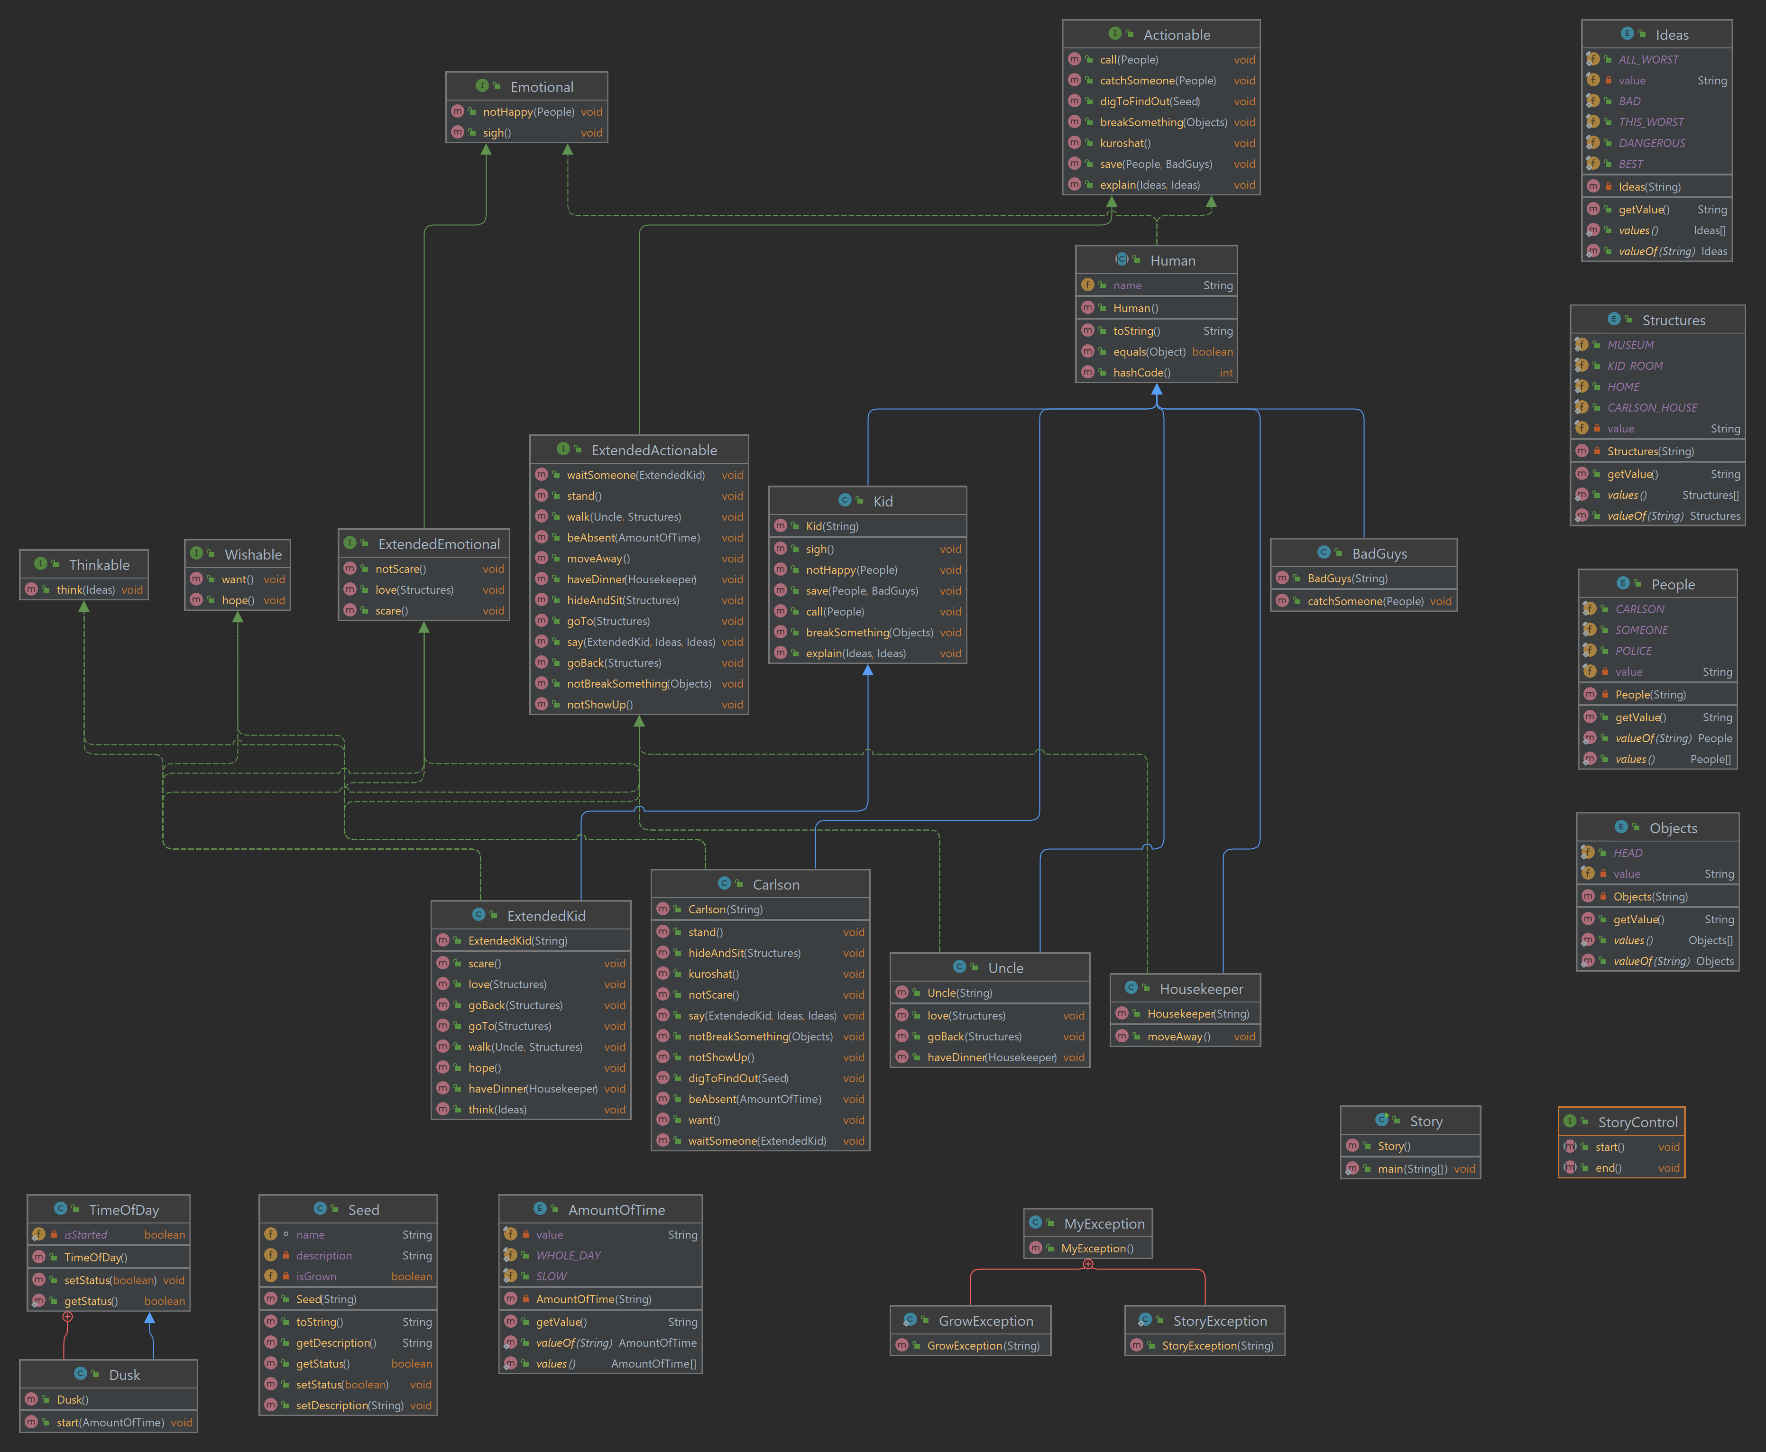 Emotional
notHappy(People) void
sigh() void
Actionable
call(People) void
catchSomeone(People) void
digToFindOut(Seed) void
breakSomething(Objects) void
kuroshat() void
save(People, BadGuys) void
explain(Ideas, Ideas) void
Ideas
ALL_WORST
value String
BAD
THIS_WORST
DANGEROUS
BEST
Ideas(String)
getValue() String
values() Ideas[]
valueOf(String) Ideas
Human
name String
Human()
toString() String
equals(Object) boolean
hashCode() int
Structures
MUSEUM
KID_ROOM
HOME
CARLSON_HOUSE
value String
Structures(String)
getValue() String
values() Structures[]
valueOf(String) Structures
Thinkable
think(Ideas) void
Wishable
want() void
hope() void
ExtendedEmotional
notScare() void
love(Structures) void
scare() void
ExtendedActionable
waitSomeone(ExtendedKid) void
stand() void
walk(Uncle, Structures) void
beAbsent(AmountOfTime) void
moveAway() void
haveDinner(Housekeeper) void
hideAndSit(Structures) void
goTo(Structures) void
say(ExtendedKid, Ideas, Ideas) void
goBack(Structures) void
notBreakSomething(Objects) void
notShowUp() void
Kid
Kid(String)
sigh() void
notHappy(People) void
save(People, BadGuys) void
call(People) void
breakSomething(Objects) void
explain(Ideas, Ideas) void
BadGuys
BadGuys(String)
catchSomeone(People) void
People
CARLSON
SOMEONE
POLICE
value String
People(String)
getValue() String
valueOf(String) People
values() People[]
Objects
HEAD
value String
Objects(String)
getValue() String
values() Objects[]
valueOf(String) Objects
ExtendedKid
ExtendedKid(String)
scare() void
love(Structures) void
goBack(Structures) void
goTo(Structures) void
walk(Uncle, Structures) void
hope() void
haveDinner(Housekeeper) void
think(Ideas) void
Carlson
Carlson(String)
stand() void
hideAndSit(Structures) void
kuroshat() void
notScare() void
say(ExtendedKid, Ideas, Ideas) void
notBreakSomething(Objects) void
notShowUp() void
digToFindOut(Seed) void
beAbsent(AmountOfTime) void
want() void
waitSomeone(ExtendedKid) void
Uncle
Uncle(String)
love(Structures) void
goBack(Structures) void
haveDinner(Housekeeper) void
Housekeeper
Housekeeper(String)
moveAway() void
Story
Story()
main(String[]) void
StoryControl
start() void
end() void
TimeOfDay
isStarted boolean
TimeOfDay()
setStatus(boolean) void
getStatus() boolean
Dusk
Dusk()
start(AmountOfTime) void
Seed
name String
description String
isGrown boolean
Seed(String)
toString() String
getDescription() String
getStatus() boolean
setStatus(boolean) void
setDescription(String) void
AmountOfTime
value String
WHOLE_DAY
SLOW
AmountOfTime(String)
getValue() String
valueOf(String) AmountOfTime
values() AmountOfTime[]
MyException
MyException()
GrowException
GrowException(String)
StoryException
StoryException(String)